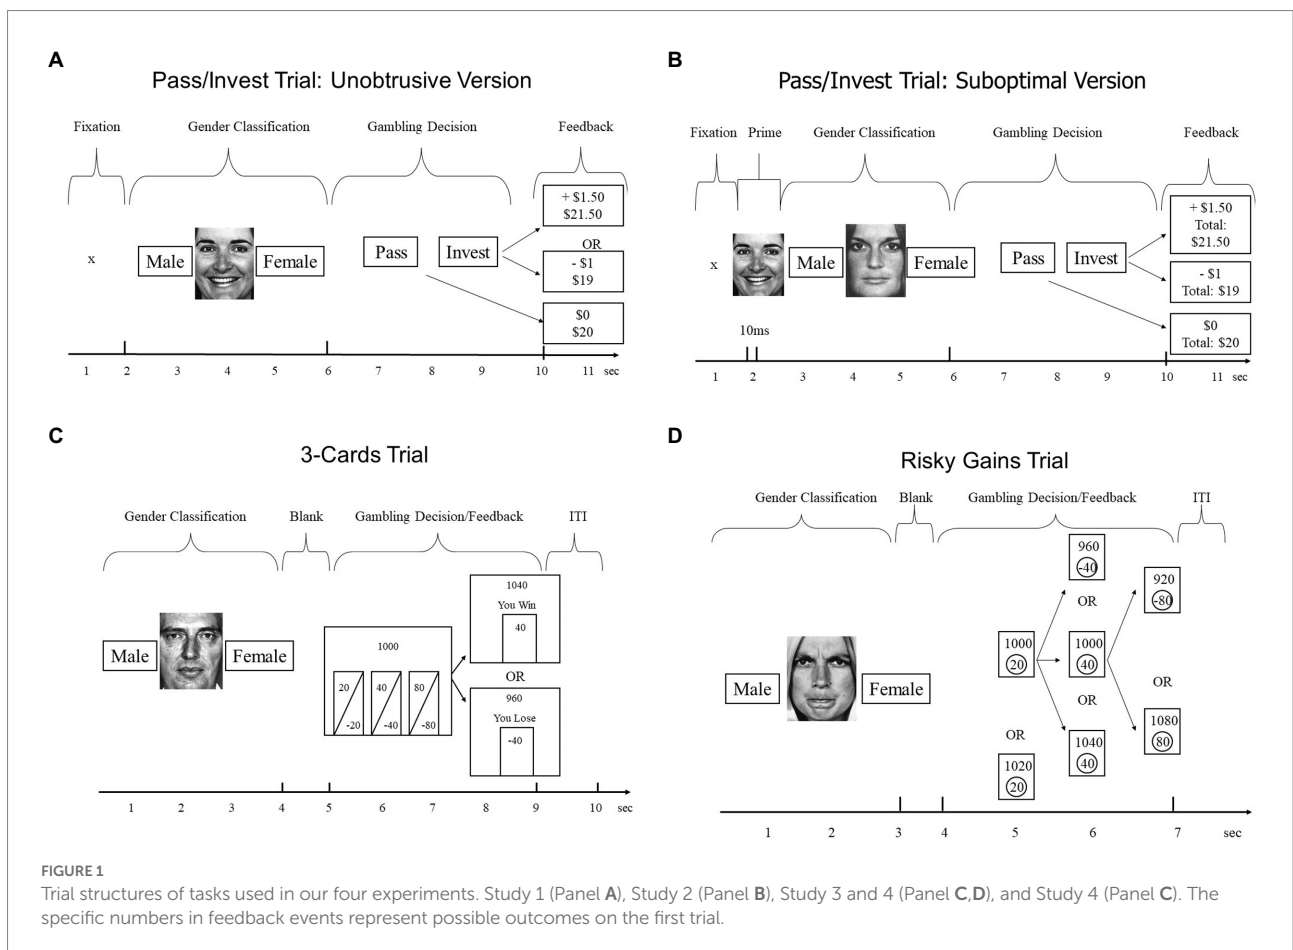 A
Pass/Invest Trial: Unobtrusive Version
Fixation
Gender Classification
Gambling Decision
Feedback
x
Male
Female
Pass
Invest
+ $1.50
$21.50
OR
- $1
$19
$0
$20
1 2 3 4 5 6 7 8 9 10 11 sec
B
Pass/Invest Trial: Suboptimal Version
Fixation
Prime
Gender Classification
Gambling Decision
Feedback
x
Male
Female
Pass
Invest
+ $1.50
Total:
$21.50
- $1
Total: $19
$0
Total: $20
10ms
1 2 3 4 5 6 7 8 9 10 11 sec
C
3-Cards Trial
Gender Classification
Blank
Gambling Decision/Feedback
ITI
Male
Female
1000
20 40 80
-20 -40 -80
1040
You Win
40
OR
960
You Lose
-40
1 2 3 4 5 6 7 8 9 10 sec
D
Risky Gains Trial
Gender Classification
Blank
Gambling Decision/Feedback
ITI
Male
Female
1000
20
OR
1020
20
960
-40
OR
1000
40
OR
1040
40
920
-80
OR
1080
80
1 2 3 4 5 6 7 sec
FIGURE 1
Trial structures of tasks used in our four experiments. Study 1 (Panel A), Study 2 (Panel B), Study 3 and 4 (Panel C,D), and Study 4 (Panel C). The
specific numbers in feedback events represent possible outcomes on the first trial.